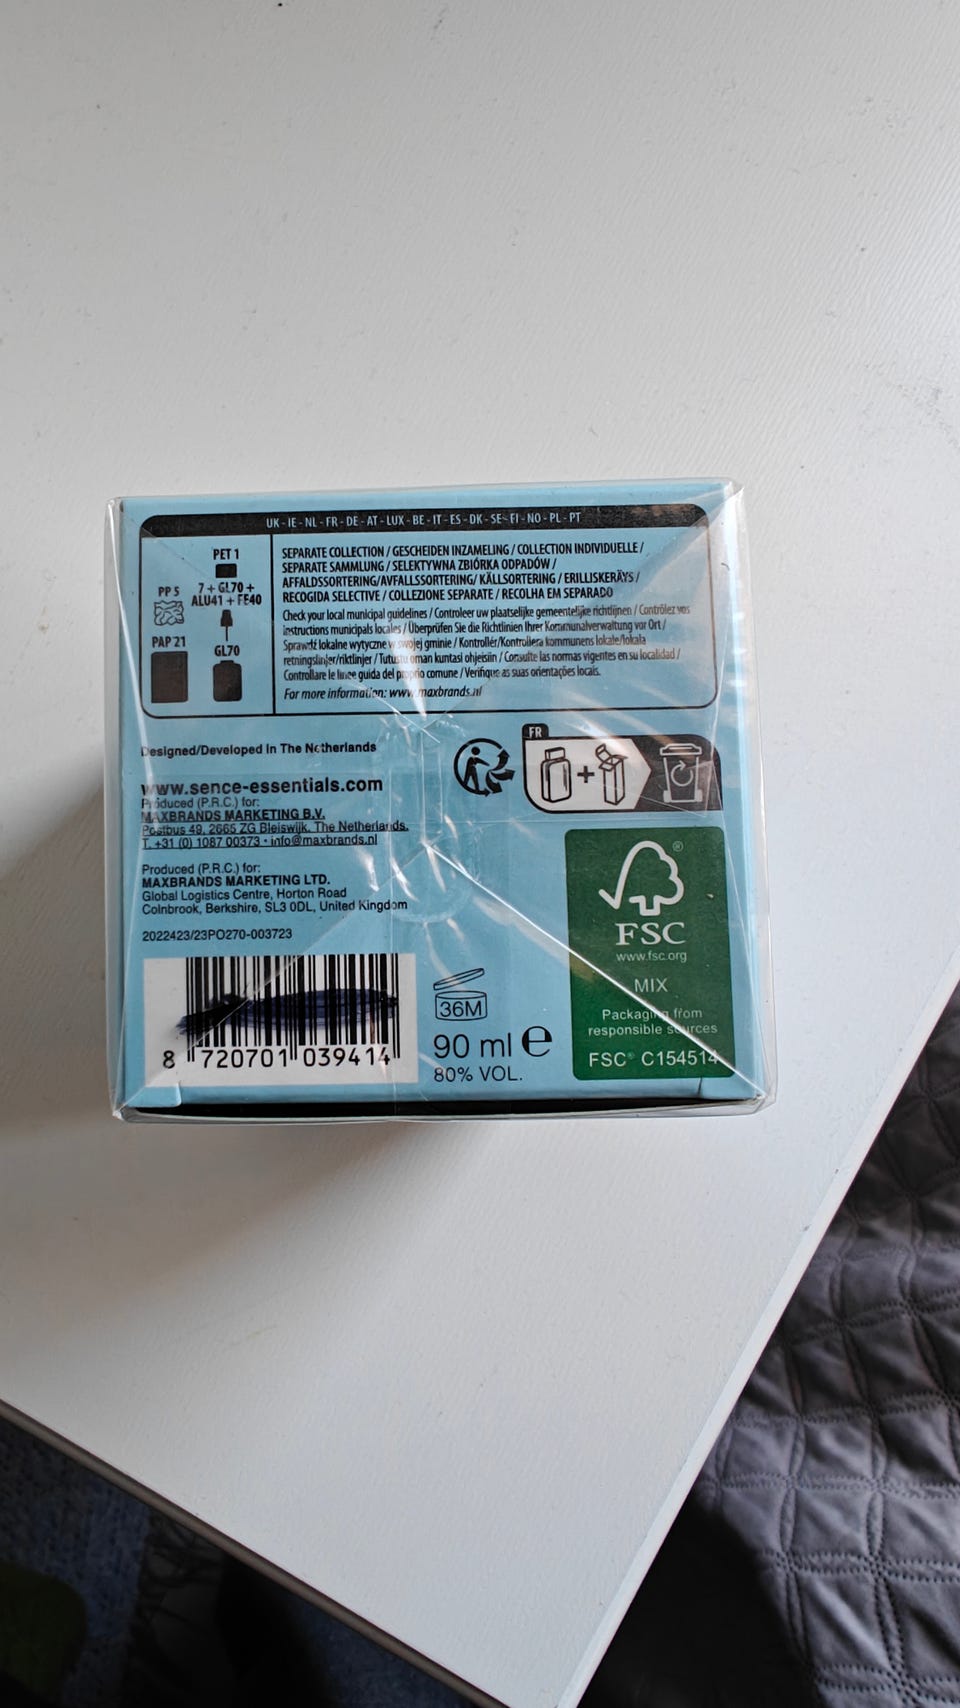 UK - IE - NL - FR - DE - AT - LUX - BE - IT - ES - DK - SE - FI - NO - PL - PT
PET 1
PP 5
7 + GL70 +
ALU41 + FE40
PAP 21
GL70
SEPARATE COLLECTION / GESCHEIDEN INZAMELING / COLLECTION INDIVIDUELLE /
SEPARATE SAMMLUNG / SELEKTYWNA ZBIÓRKA ODPADÓW /
AFFALDSSORTERING/AVFALLSSORTERING/ KÄLLSORTERING / ERILLISKERÄYS /
RECOGIDA SELECTIVE / COLLEZIONE SEPARATE / RECOLHA EM SEPARADO
Check your local municipal guidelines / Controleer uw plaatselijke gemeentelijke richtlijnen / Contrôlez vos
instructions municipals locales / Überprüfen Sie die Richtlinien Ihrer Kommunalverwaltung vor Ort /
Sprawdź lokalne wytyczne w swojej gminie / Kontrollér/Kontrollera kommunens lokale/lokala
retningslinjer/riktlinjer / Tutustu oman kuntasi ohjeisiin / Consulte las normas vigentes en su localidad /
Controllare le linee guida del proprio comune / Verifique as suas orientações locais.
For more information: www.maxbrands.nl
Designed/Developed In The Netherlands
www.sence-essentials.com
Produced (P.R.C.) for:
MAXBRANDS MARKETING B.V.
Postbus 49, 2665 ZG Bleiswijk, The Netherlands.
T. +31 (0) 1087 00373 • info@maxbrands.nl
Produced (P.R.C.) for:
MAXBRANDS MARKETING LTD.
Global Logistics Centre, Horton Road
Colnbrook, Berkshire, SL3 0DL, United Kingdom
2022423/23PO270-003723
8 720701 039414
FR
36M
90 ml e
80% VOL.
FSC
®
www.fsc.org
MIX
Packaging from
responsible sources
FSC® C154514